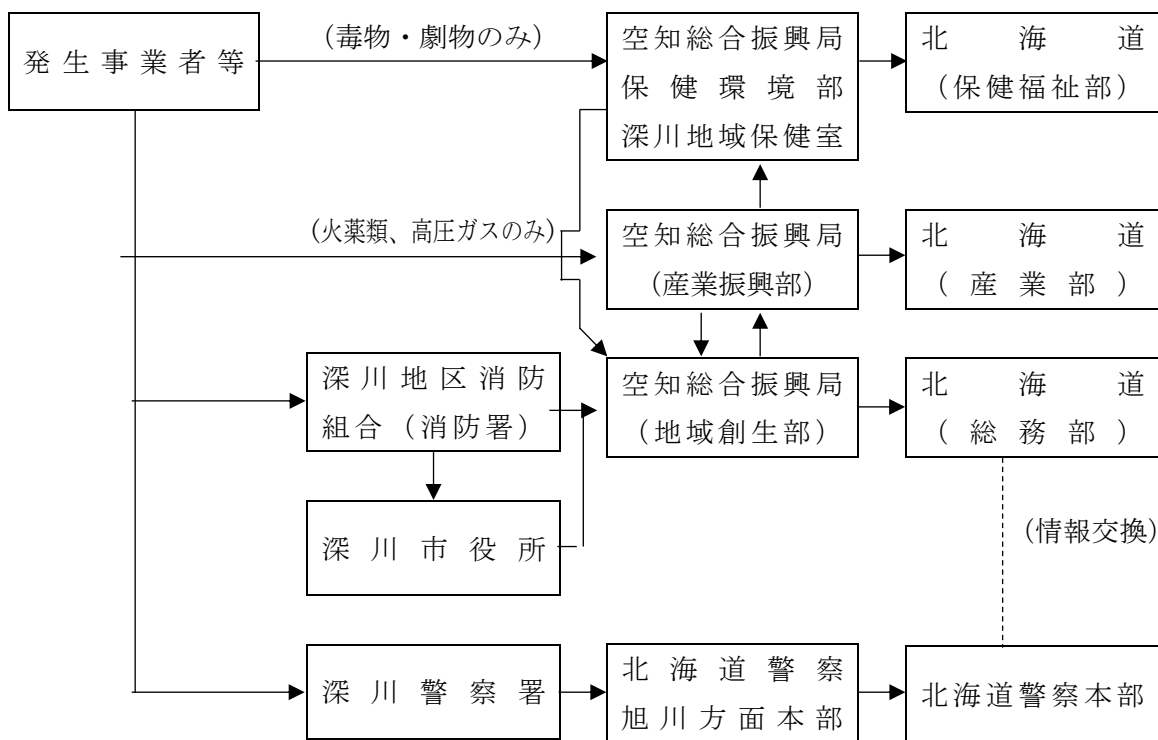 発生事業者等
（毒物・劇物のみ）
空知総合振興局
保健環境部
深川地域保健室
北海道
（保健福祉部）
（火薬類、高圧ガスのみ）
空知総合振興局
（産業振興部）
北海道
（産業部）
深川地区消防
組合（消防署）
空知総合振興局
（地域創生部）
北海道
（総務部）
深川市役所
（情報交換）
深川警察署
北海道警察
旭川方面本部
北海道警察本部